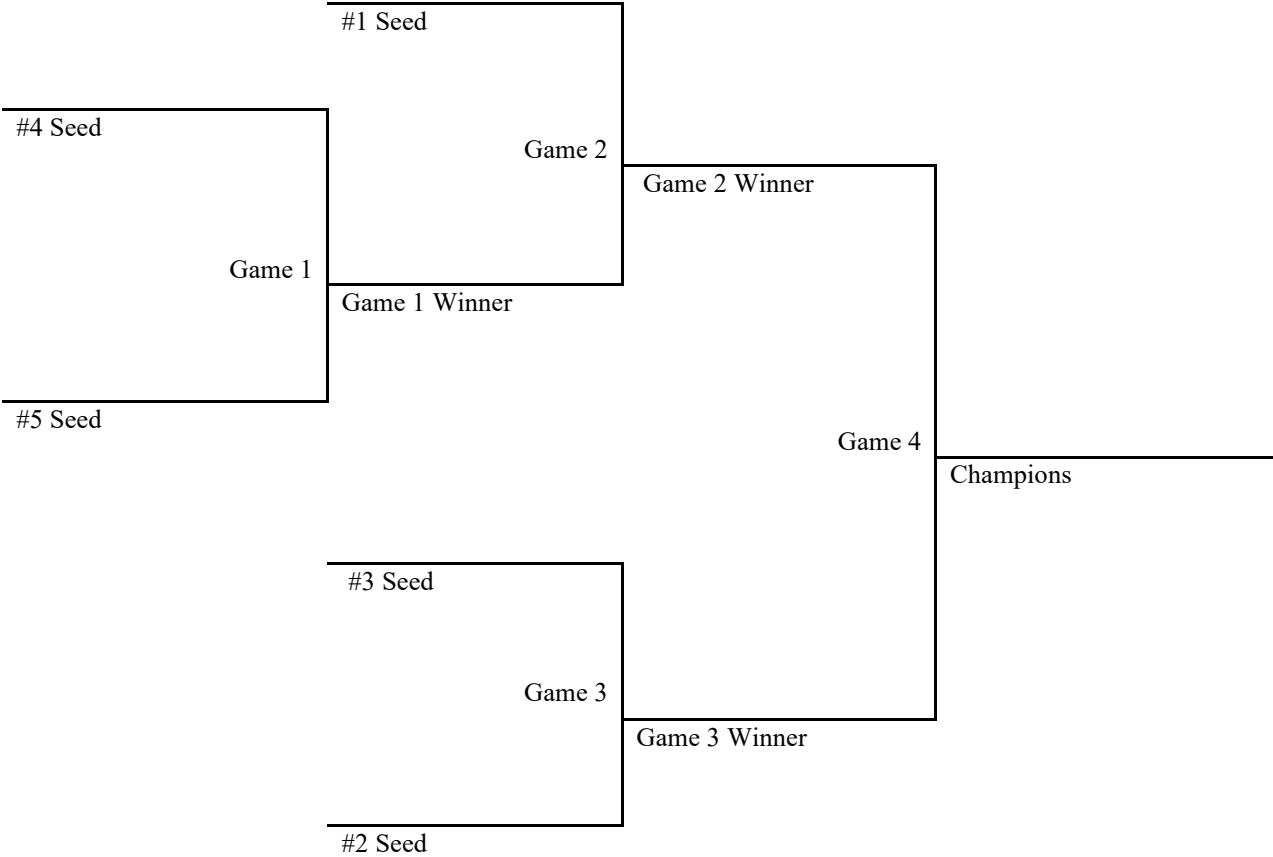 #1 Seed
#4 Seed
Game 2
Game 2 Winner
Game 1
Game 1 Winner
#5 Seed
Game 4
Champions
#3 Seed
Game 3
Game 3 Winner
#2 Seed